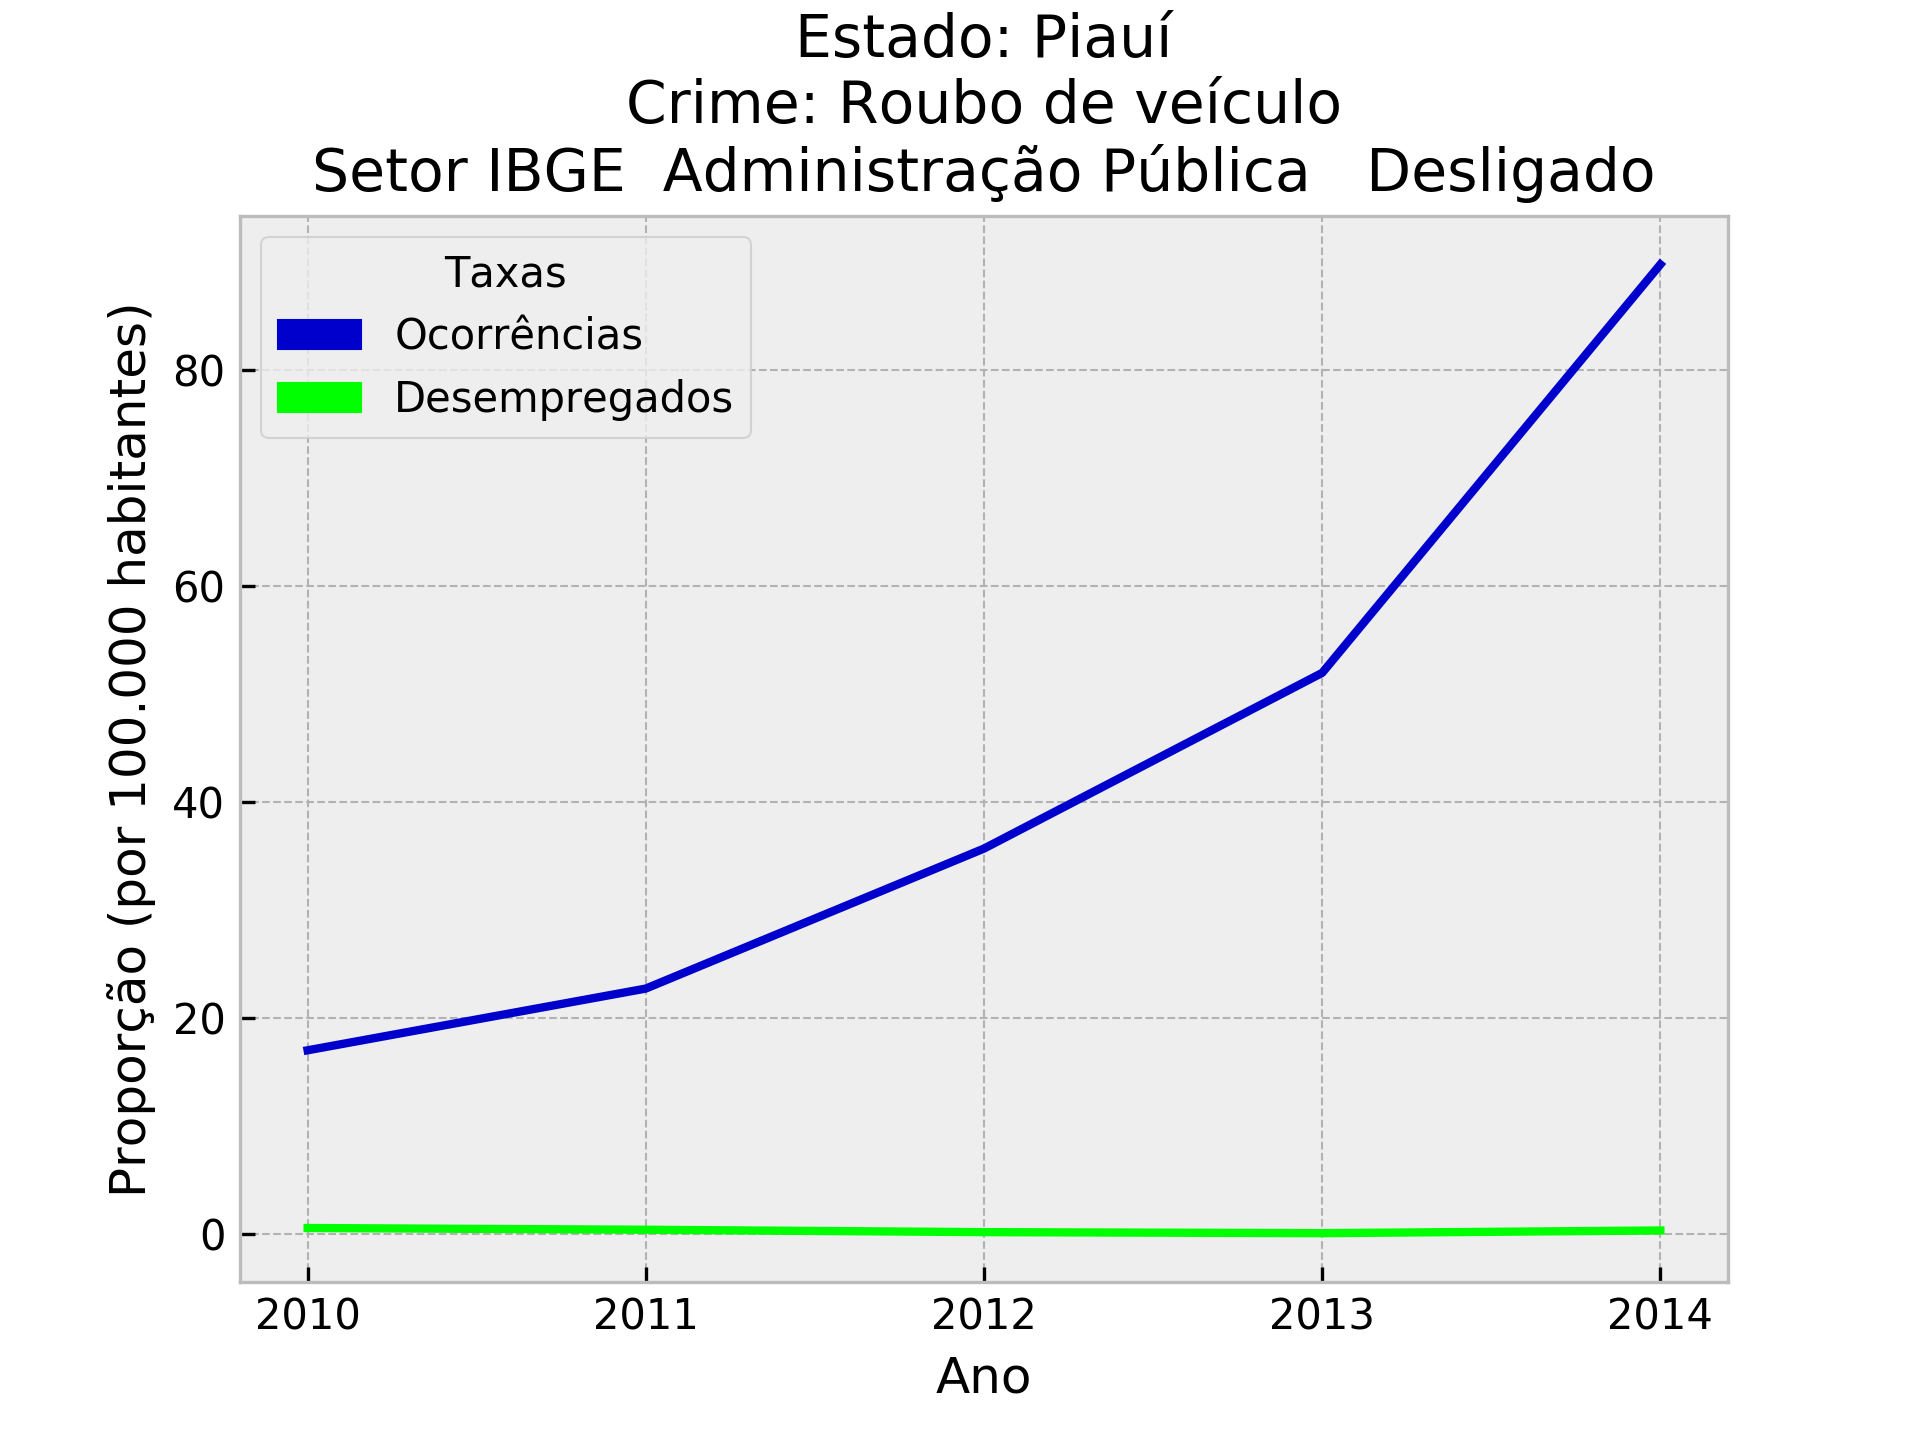 Estado: Piauí
Crime: Roubo de veículo
Setor IBGE  Administração Pública   Desligado
Taxas
Ocorrências
Desempregados
Proporção (por 100.000 habitantes)
80
60
40
20
0
2010
2011
2012
2013
2014
Ano